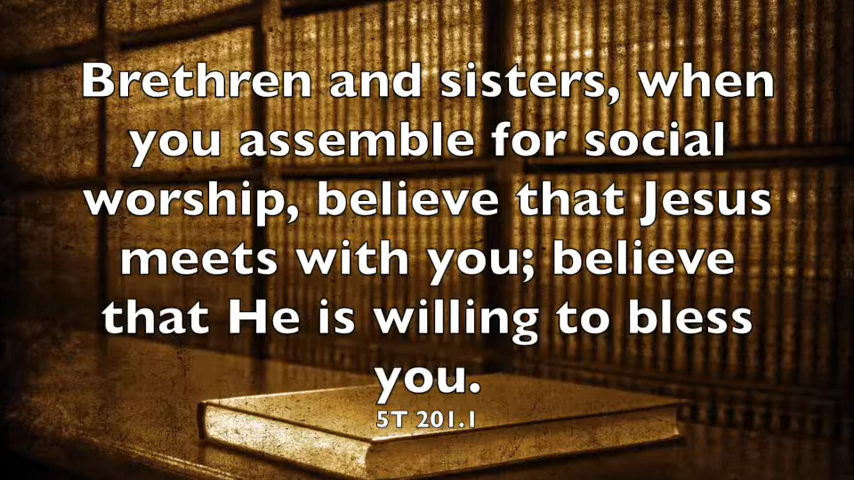 Brethren and sisters, when
you assemble for social
worship, believe that Jesus
meets with you; believe
that He is willing to bless
you.
5T 201.1